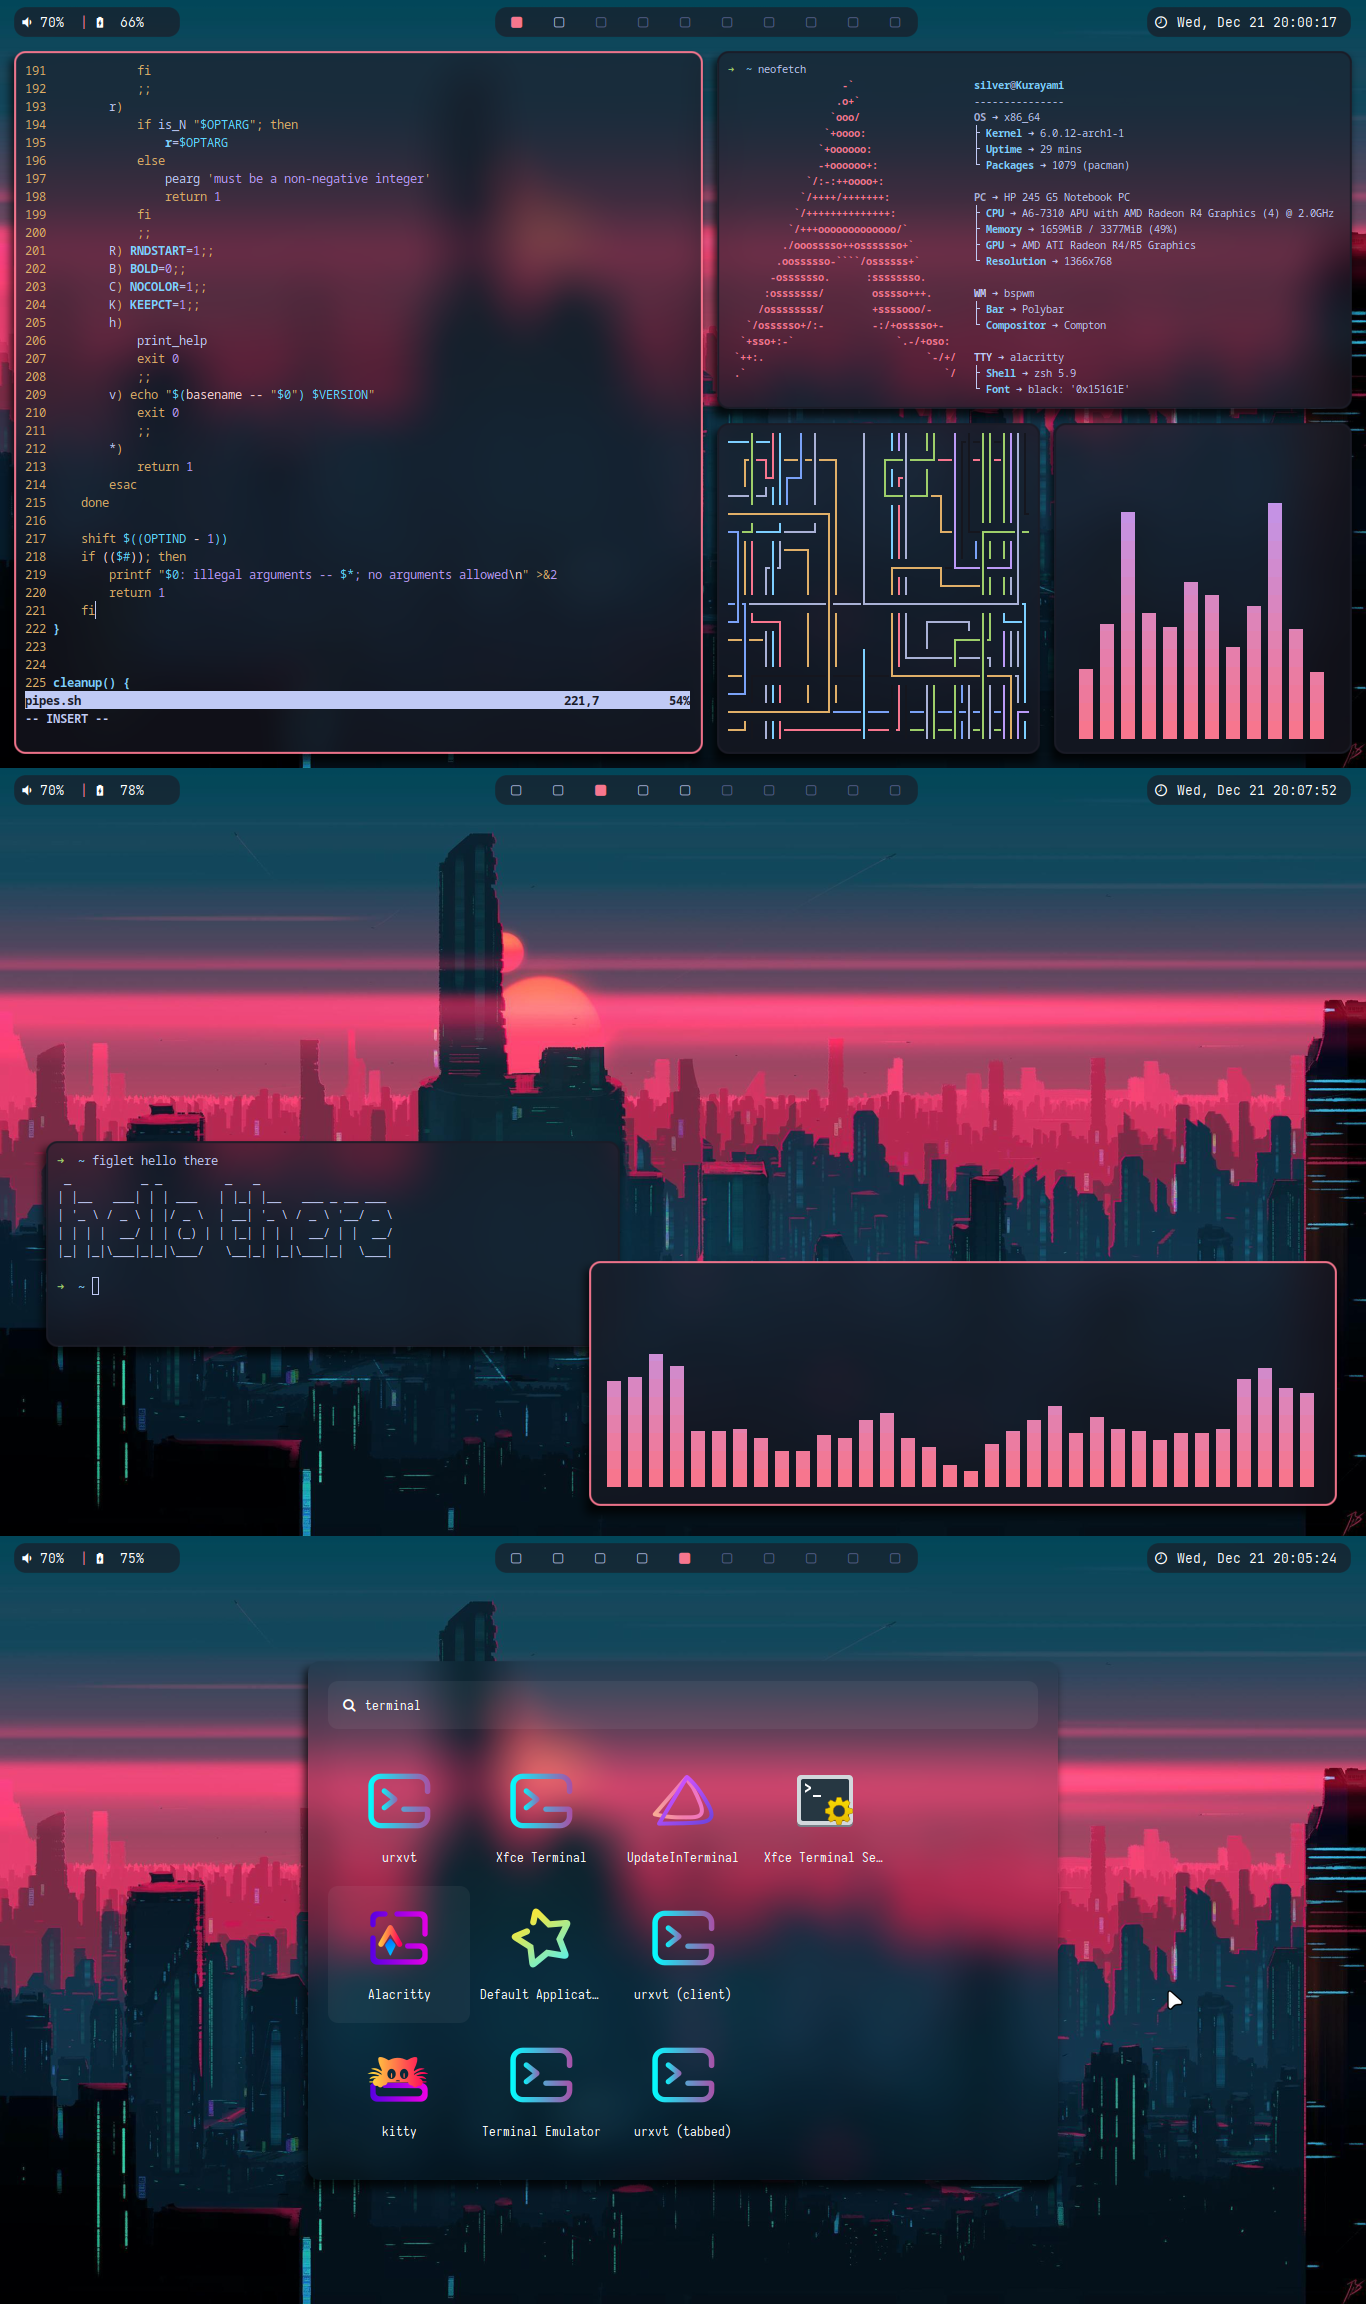 70% | 66%
Wed, Dec 21 20:00:17
191 fi
192 ;;
193 r)
194 if is_N "$OPTARG"; then
195 r=$OPTARG
196 else
197 pearg 'must be a non-negative integer'
198 return 1
199 fi
200 ;;
201 R) RNDSTART=1;;
202 B) BOLD=0;;
203 C) NOCOLOR=1;;
204 K) KEEPCT=1;;
205 h)
206 print_help
207 exit 0
208 ;;
209 v) echo "$(basename -- "$0") $VERSION"
210 exit 0
211 ;;
212 *)
213 return 1
214 esac
215 done
216
217 shift $((OPTIND - 1))
218 if (($#)); then
219 printf "$0: illegal arguments -- $*; no arguments allowed\n" >&2
220 return 1
221 fi
222 }
223
224
225 cleanup() {
pipes.sh 221,7 54%
-- INSERT --
➜ ~ neofetch
silver@Kurayami
---------------
OS ➜ x86_64
Kernel ➜ 6.0.12-arch1-1
Uptime ➜ 29 mins
Packages ➜ 1079 (pacman)
PC ➜ HP 245 G5 Notebook PC
CPU ➜ A6-7310 APU with AMD Radeon R4 Graphics (4) @ 2.0GHz
Memory ➜ 1659MiB / 3377MiB (49%)
GPU ➜ AMD ATI Radeon R4/R5 Graphics
Resolution ➜ 1366x768
WM ➜ bspwm
Bar ➜ Polybar
Compositor ➜ Compton
TTY ➜ alacritty
Shell ➜ zsh 5.9
Font ➜ black: '0x15161E'
70% | 78%
Wed, Dec 21 20:07:52
➜ ~ figlet hello there
hello there
➜ ~
70% | 75%
Wed, Dec 21 20:05:24
terminal
urxvt
Xfce Terminal
UpdateInTerminal
Xfce Terminal Se…
Alacritty
Default Applicat…
urxvt (client)
kitty
Terminal Emulator
urxvt (tabbed)